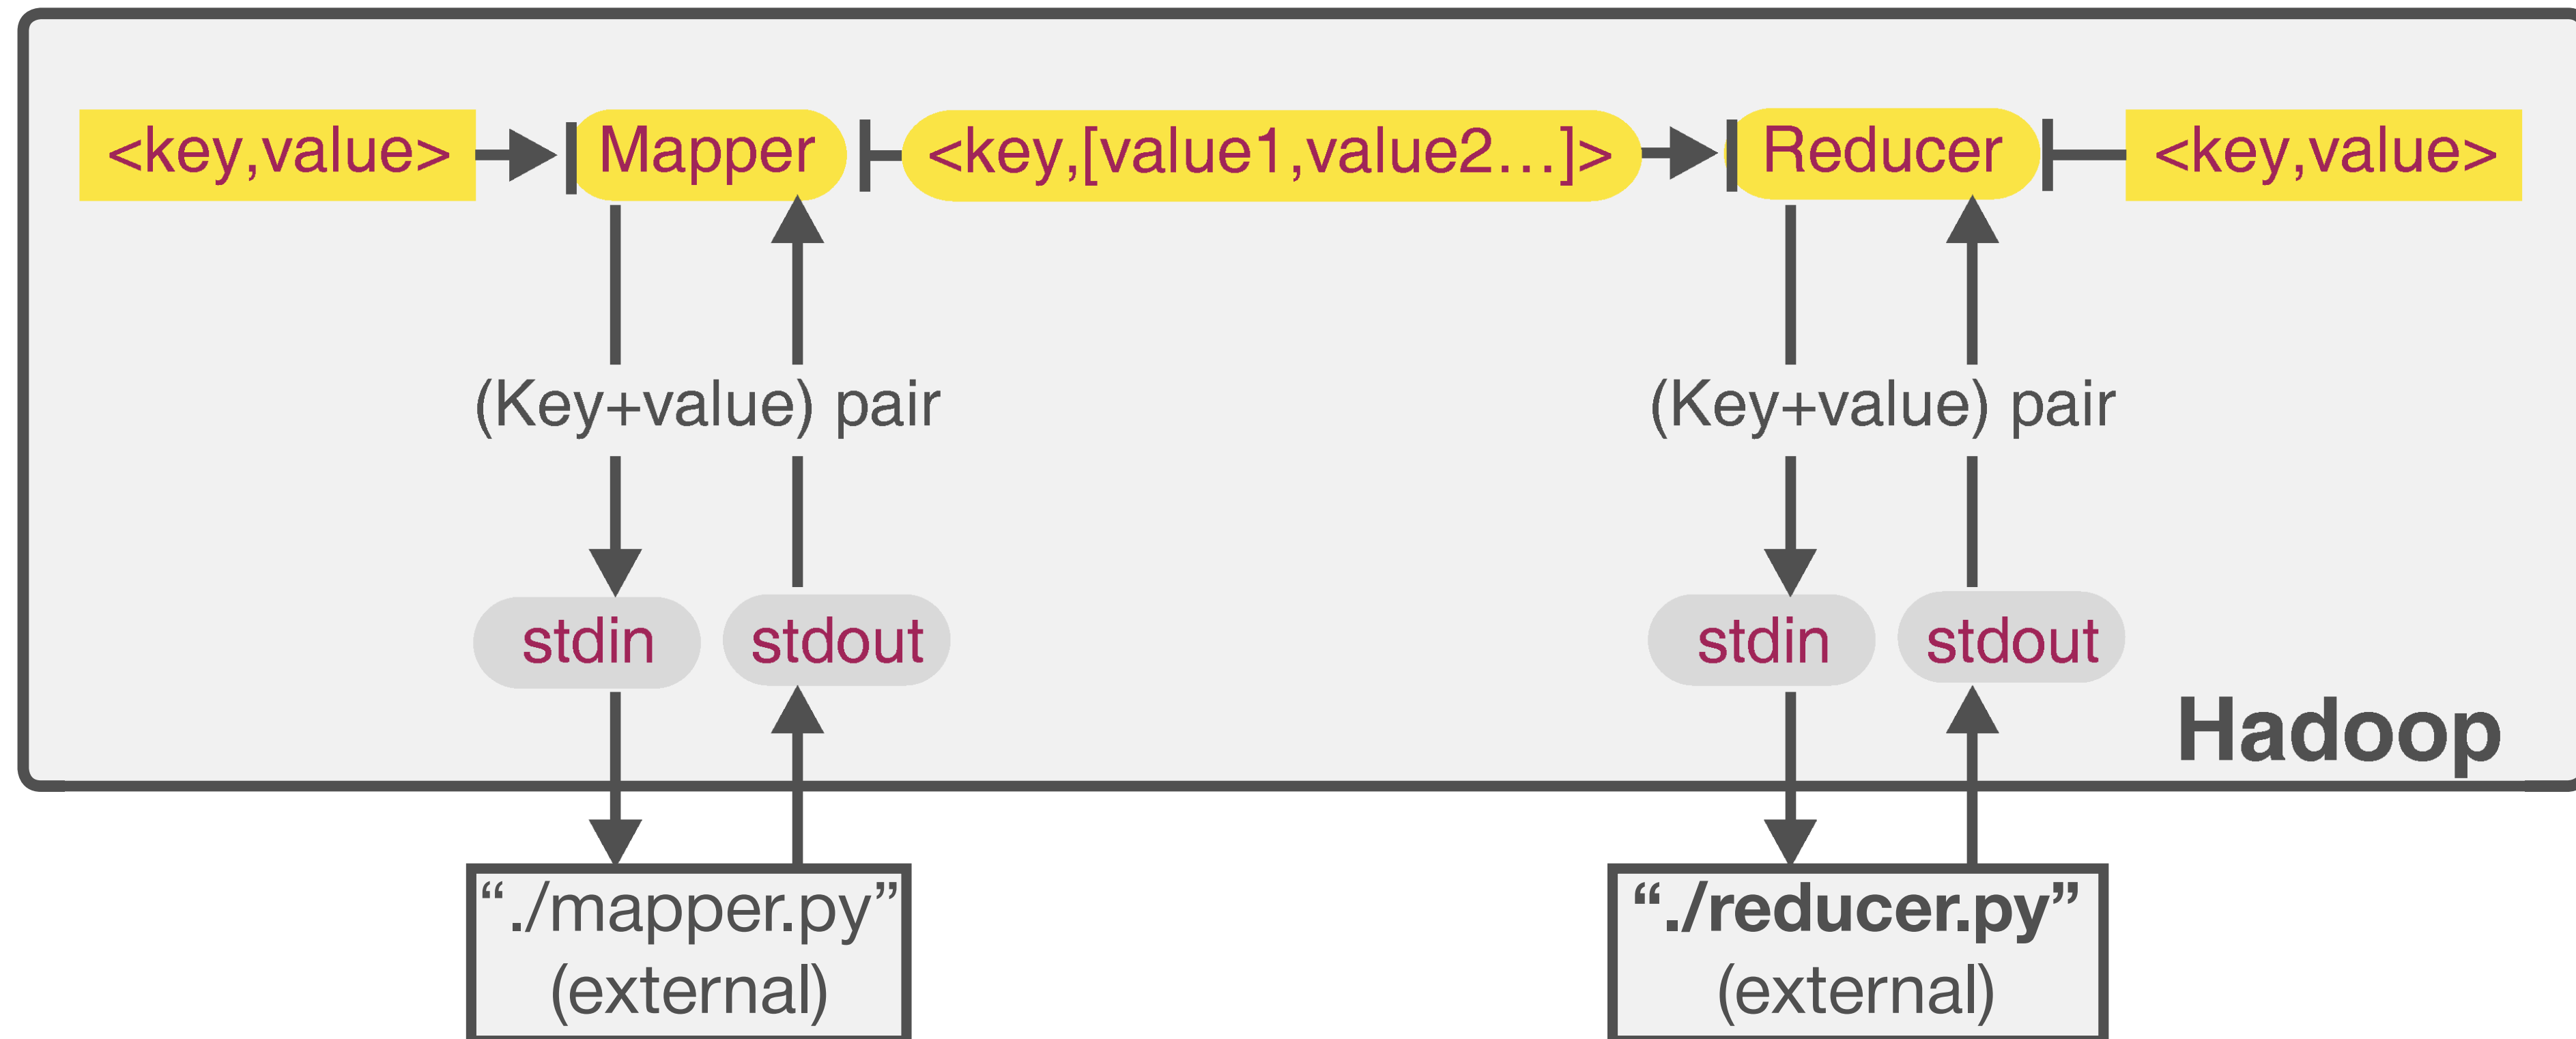 <key,value>
Mapper
<key,[value1,value2...]>
Reducer
<key,value>
(Key+value) pair
(Key+value) pair
stdin
stdout
stdin
stdout
Hadoop
“./mapper.py”
(external)
“./reducer.py”
(external)